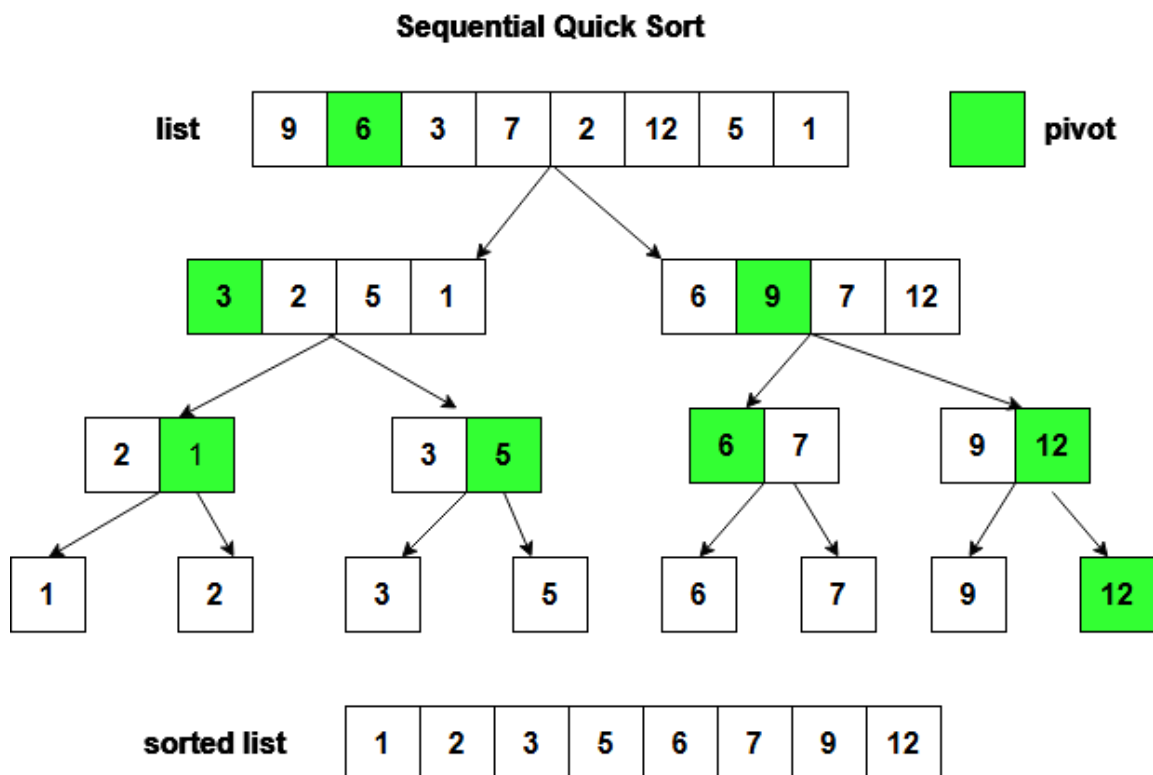 Sequential Quick Sort
list 9 6 3 7 2 12 5 1 pivot
3 2 5 1 6 9 7 12
2 1 3 5 6 7 9 12
1 2 3 5 6 7 9 12
sorted list 1 2 3 5 6 7 9 12